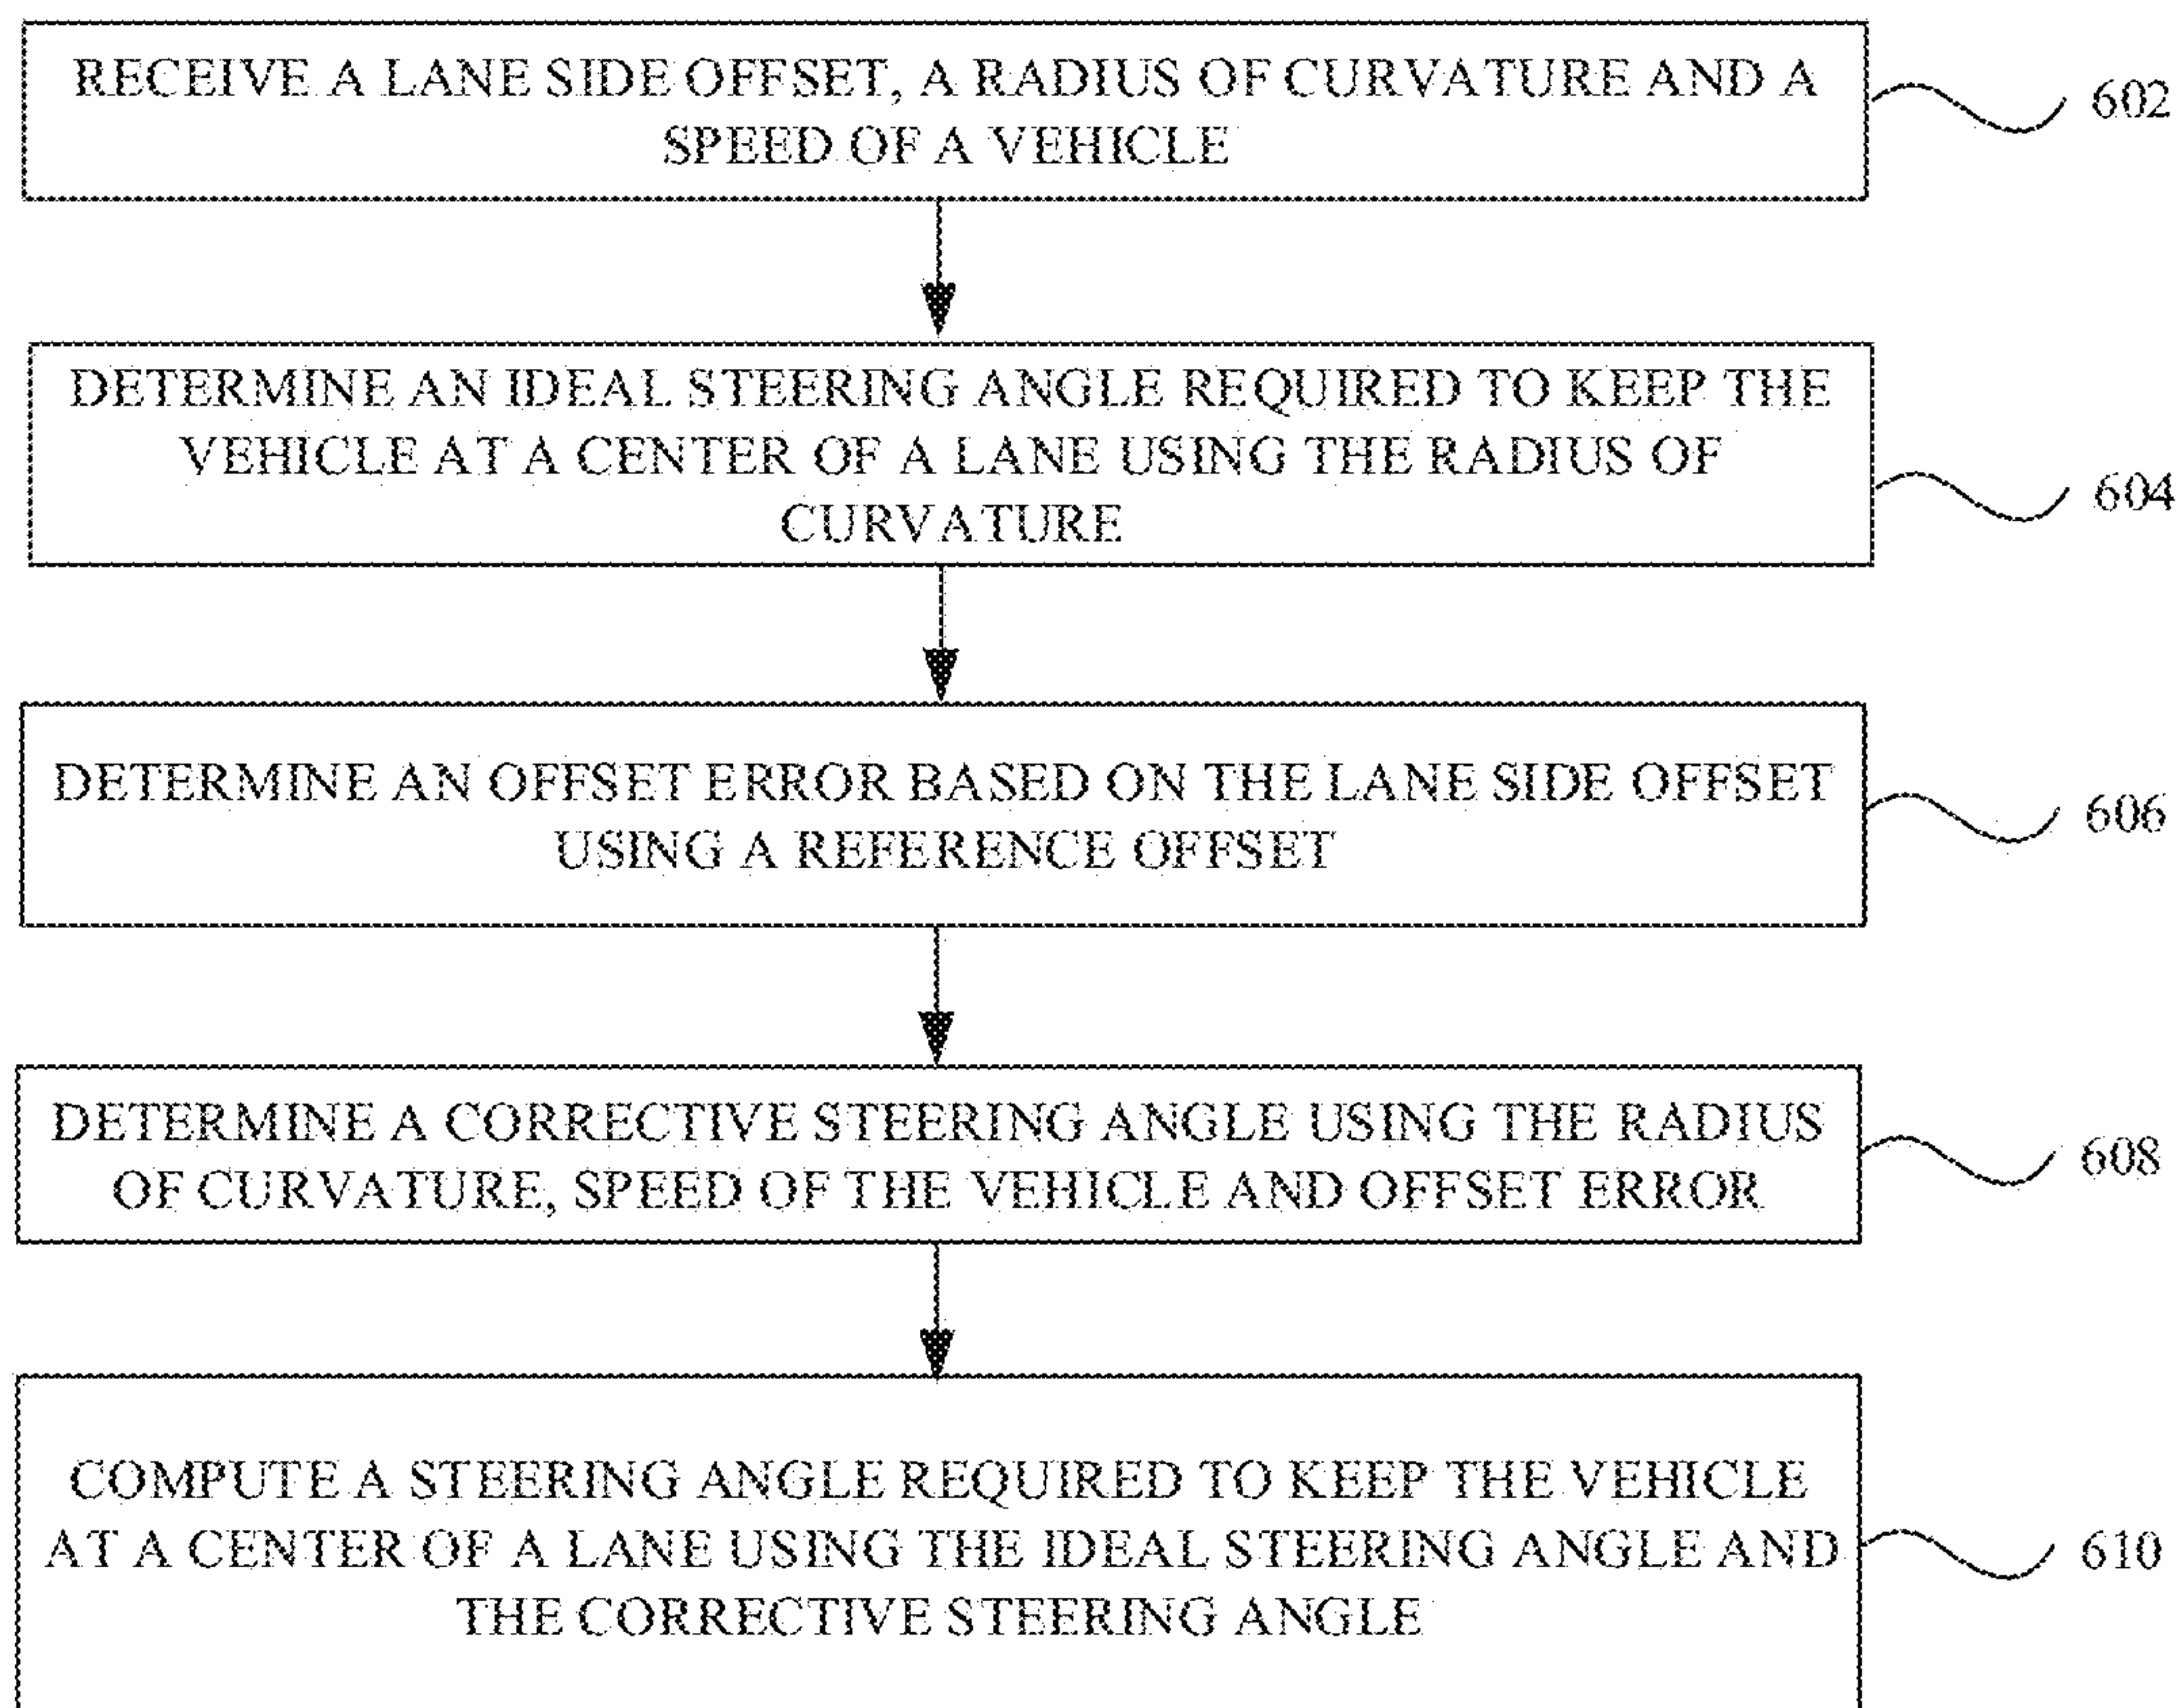 RECEIVE A LANE SIDE OFFSET, A RADIUS OF CURVATURE AND A
SPEED OF A VEHICLE
602
DETERMINE AN IDEAL STEERING ANGLE REQUIRED TO KEEP THE
VEHICLE AT A CENTER OF A LANE USING THE RADIUS OF
CURVATURE
604
DETERMINE AN OFFSET ERROR BASED ON THE LANE SIDE OFFSET
USING A REFERENCE OFFSET
606
DETERMINE A CORRECTIVE STEERING ANGLE USING THE RADIUS
OF CURVATURE, SPEED OF THE VEHICLE AND OFFSET ERROR
608
COMPUTE A STEERING ANGLE REQUIRED TO KEEP THE VEHICLE
AT A CENTER OF A LANE USING THE IDEAL STEERING ANGLE AND
THE CORRECTIVE STEERING ANGLE
610